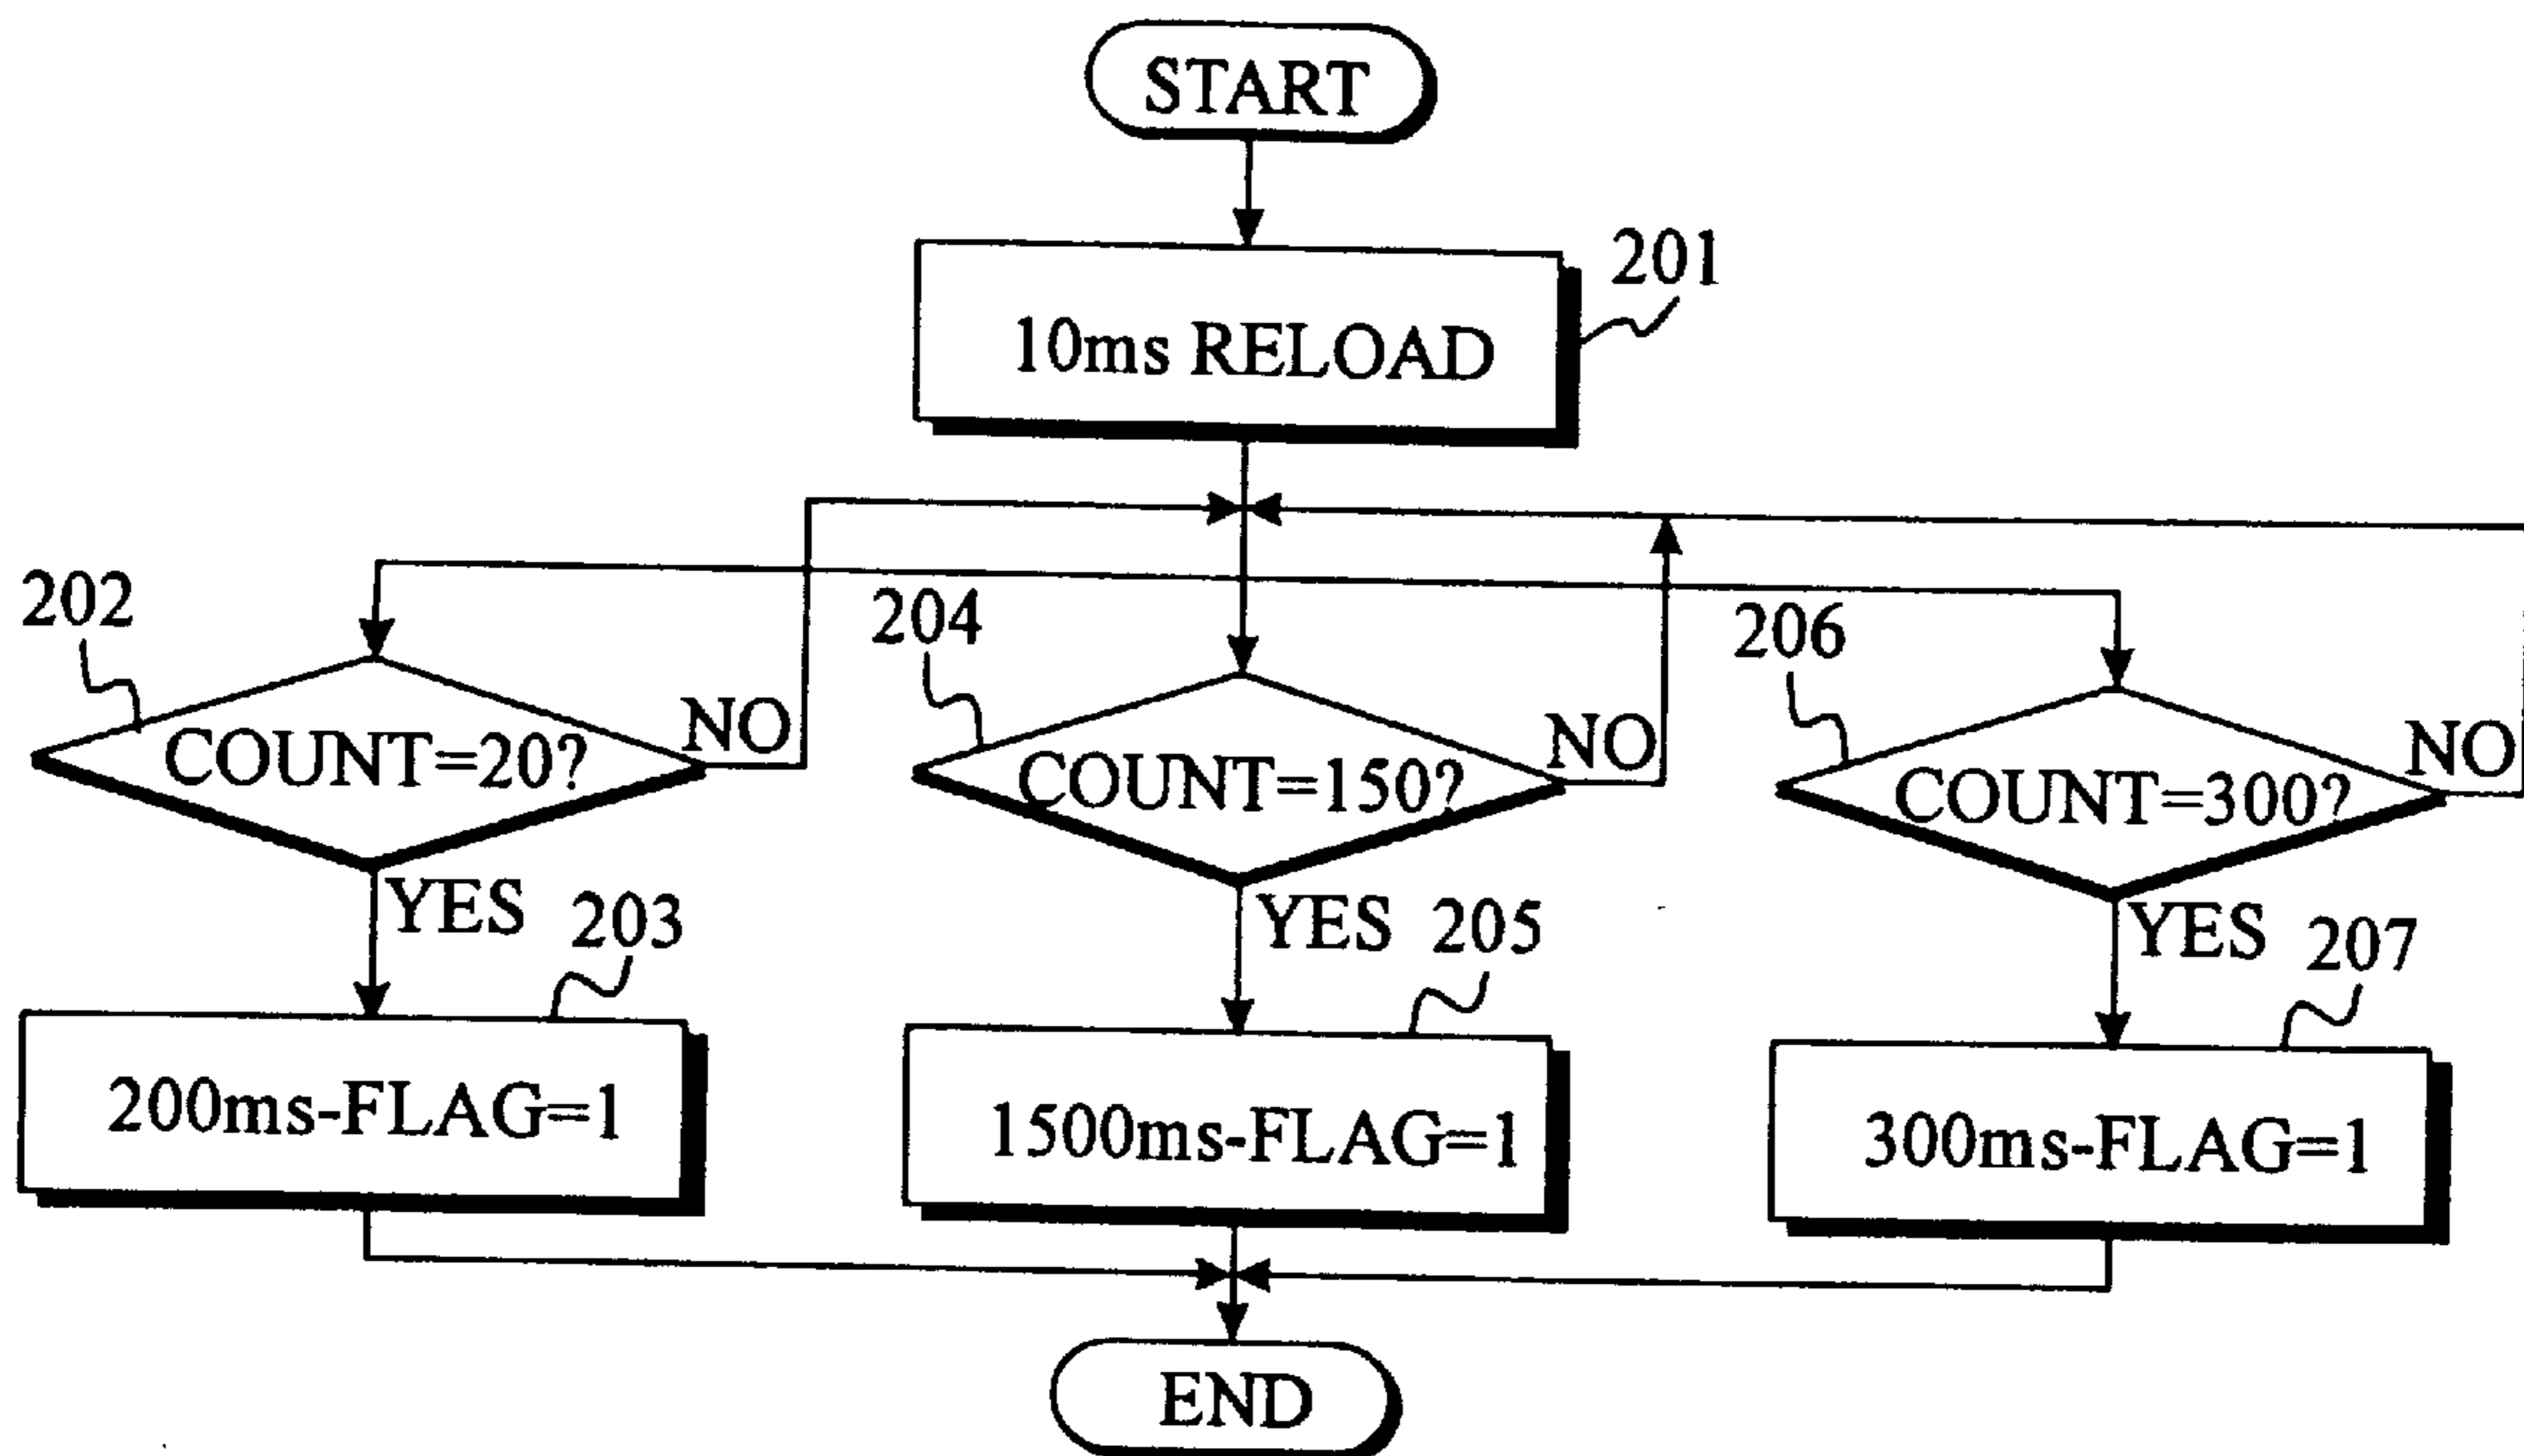 START
10ms RELOAD
201
202
204
206
COUNT=20?
NO
COUNT=150?
NO
COUNT=300?
NO
YES
203
YES
205
YES
207
200ms-FLAG=1
1500ms-FLAG=1
300ms-FLAG=1
END